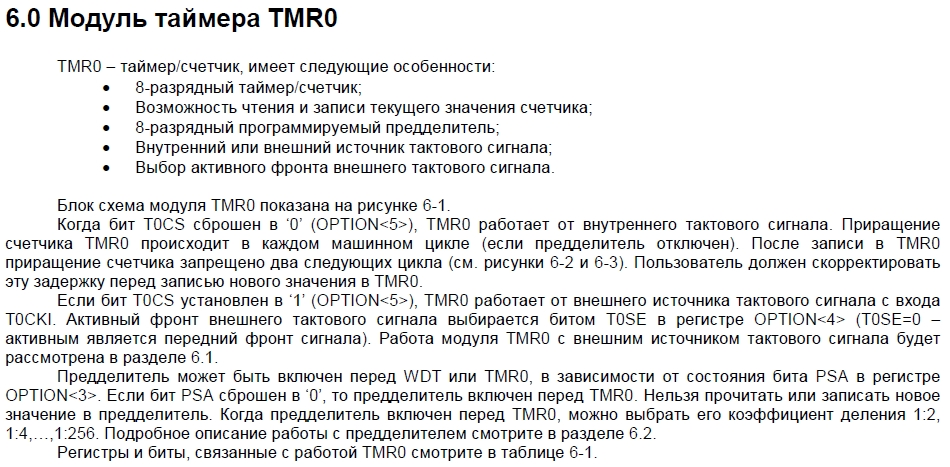 6.0 Модуль таймера TMR0
TMR0 – таймер/счетчик, имеет следующие особенности:
• 8-разрядный таймер/счетчик;
• Возможность чтения и записи текущего значения счетчика;
• 8-разрядный программируемый предделитель;
• Внутренний или внешний источник тактового сигнала;
• Выбор активного фронта внешнего тактового сигнала.
Блок схема модуля TMR0 показана на рисунке 6-1.
Когда бит T0CS сброшен в ‘0’ (OPTION<5>), TMR0 работает от внутреннего тактового сигнала. Приращение
счетчика TMR0 происходит в каждом машинном цикле (если предделитель отключен). После записи в TMR0
приращение счетчика запрещено два следующих цикла (см. рисунки 6-2 и 6-3). Пользователь должен скорректировать
эту задержку перед записью нового значения в TMR0.
Если бит T0CS установлен в ‘1’ (OPTION<5>), TMR0 работает от внешнего источника тактового сигнала с входа
T0CKI. Активный фронт внешнего тактового сигнала выбирается битом T0SE в регистре OPTION<4> (T0SE=0 –
активным является передний фронт сигнала). Работа модуля TMR0 с внешним источником тактового сигнала будет
рассмотрена в разделе 6.1.
Предделитель может быть включен перед WDT или TMR0, в зависимости от состояния бита PSA в регистре
OPTION<3>. Если бит PSA сброшен в ‘0’, то предделитель включен перед TMR0. Нельзя прочитать или записать новое
значение в предделитель. Когда предделитель включен перед TMR0, можно выбрать его коэффициент деления 1:2,
1:4,…,1:256. Подробное описание работы с предделителем смотрите в разделе 6.2.
Регистры и биты, связанные с работой TMR0 смотрите в таблице 6-1.